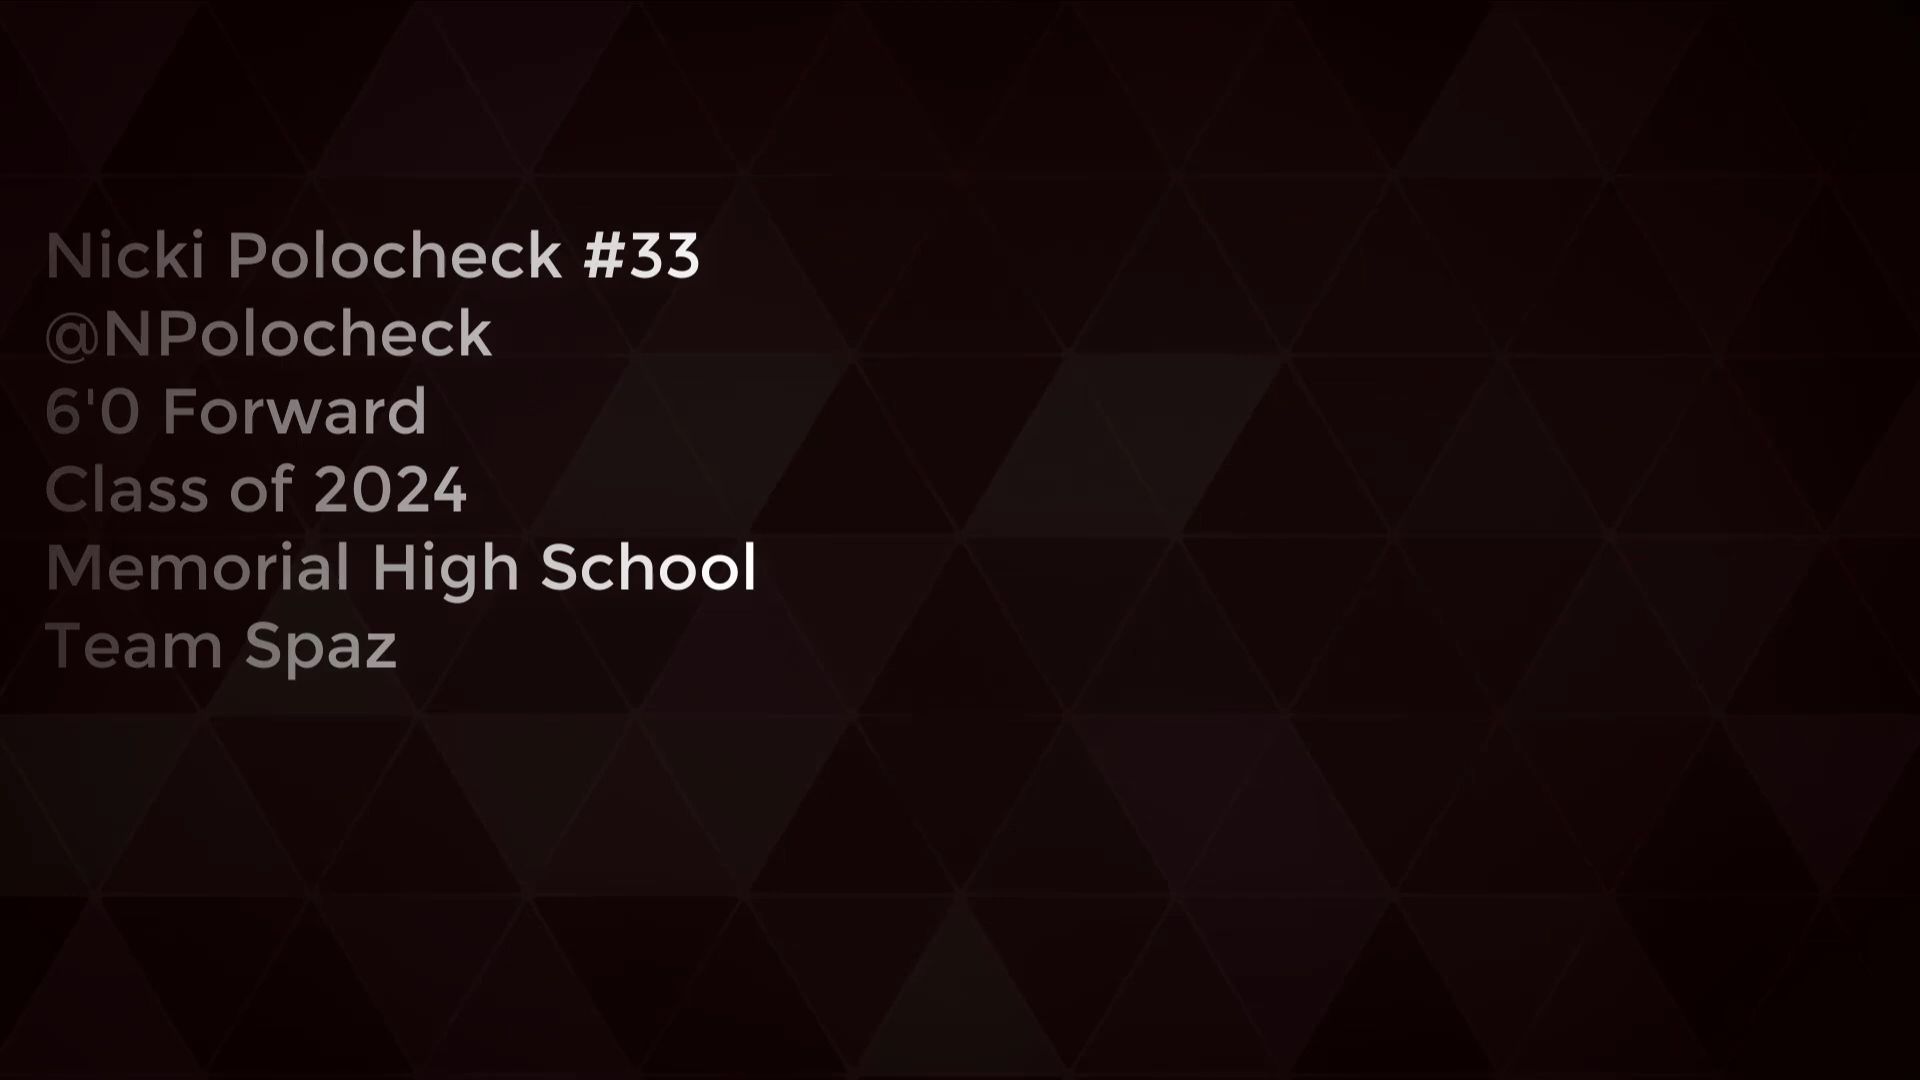 Nicki Polocheck #33
@NPolocheck
6'0 Forward
Class of 2024
Memorial High School
Team Spaz